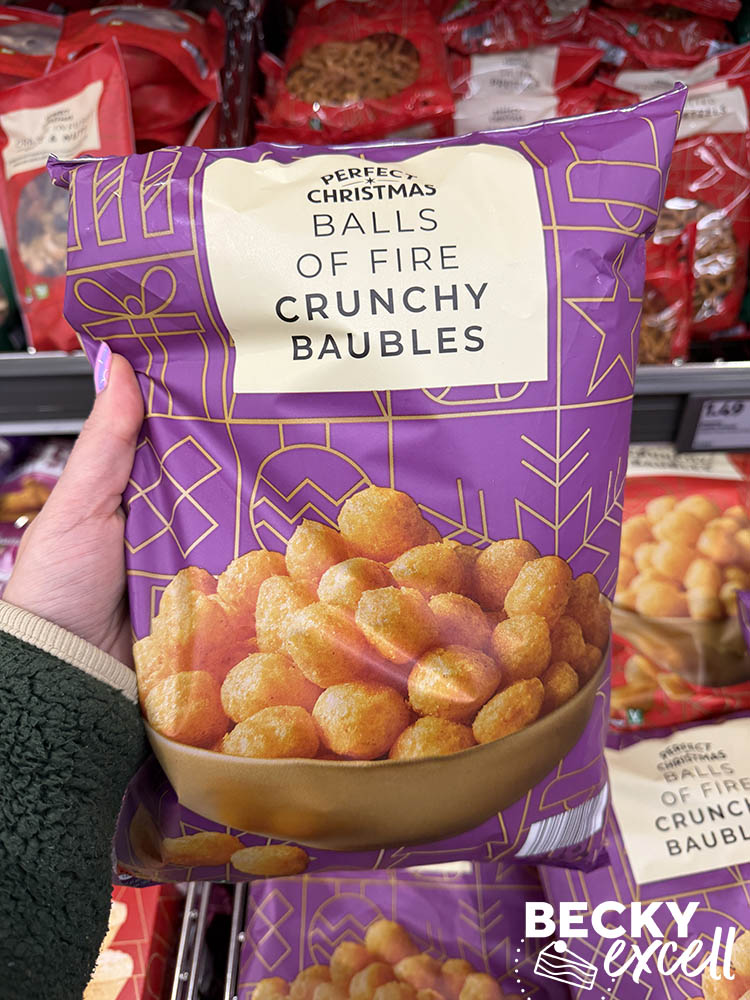 PERFECT
CHRISTMAS
BALLS
OF FIRE
CRUNCHY
BAUBLES
1.49
PERFECT
CHRISTMAS
BALLS
OF FIRE
CRUNCH
BAUBL
BECKY
excell